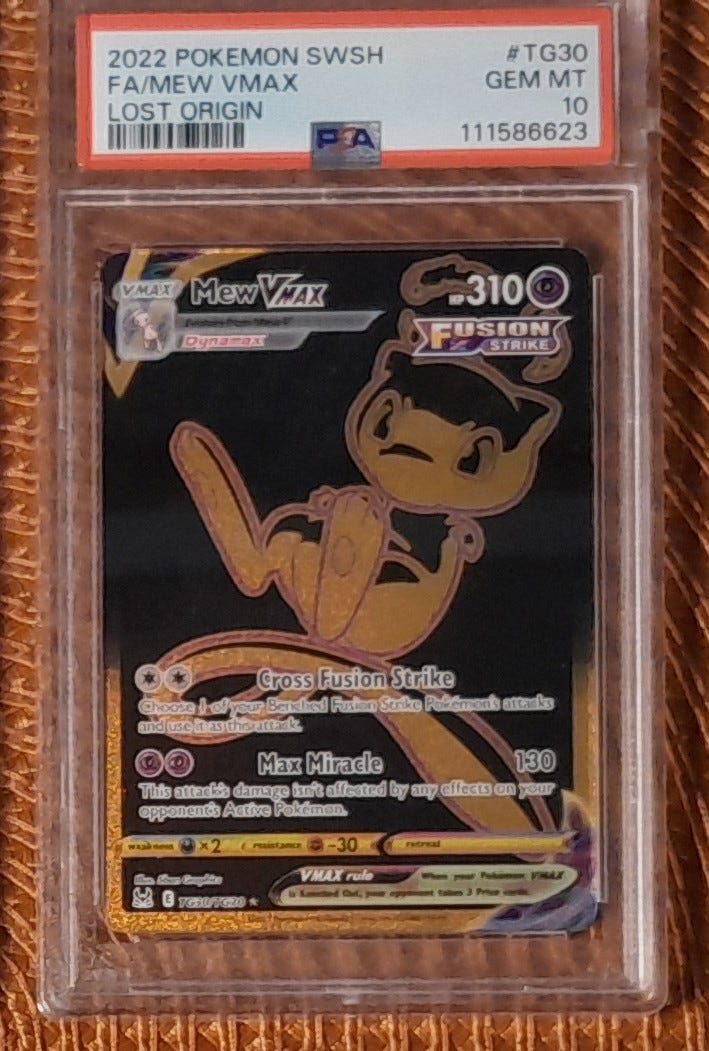 2022 POKEMON SWSH #TG30
FA/MEW VMAX GEM MT
LOST ORIGIN 10
PSA 111586623
VMAX Mew VMAX 310
Dynamax
FUSION STRIKE
Cross Fusion Strike
Choose 1 of your Benched Fusion Strike Pokémon's attacks
and use it as this attack.
Max Miracle 130
This attack's damage isn't affected by any effects on your
opponent's Active Pokémon.
weakness ×2 resistance -30 retreat
VMAX rule When your Pokémon VMAX
is Knocked Out, your opponent takes 3 Prize cards.
E TG30/TG30